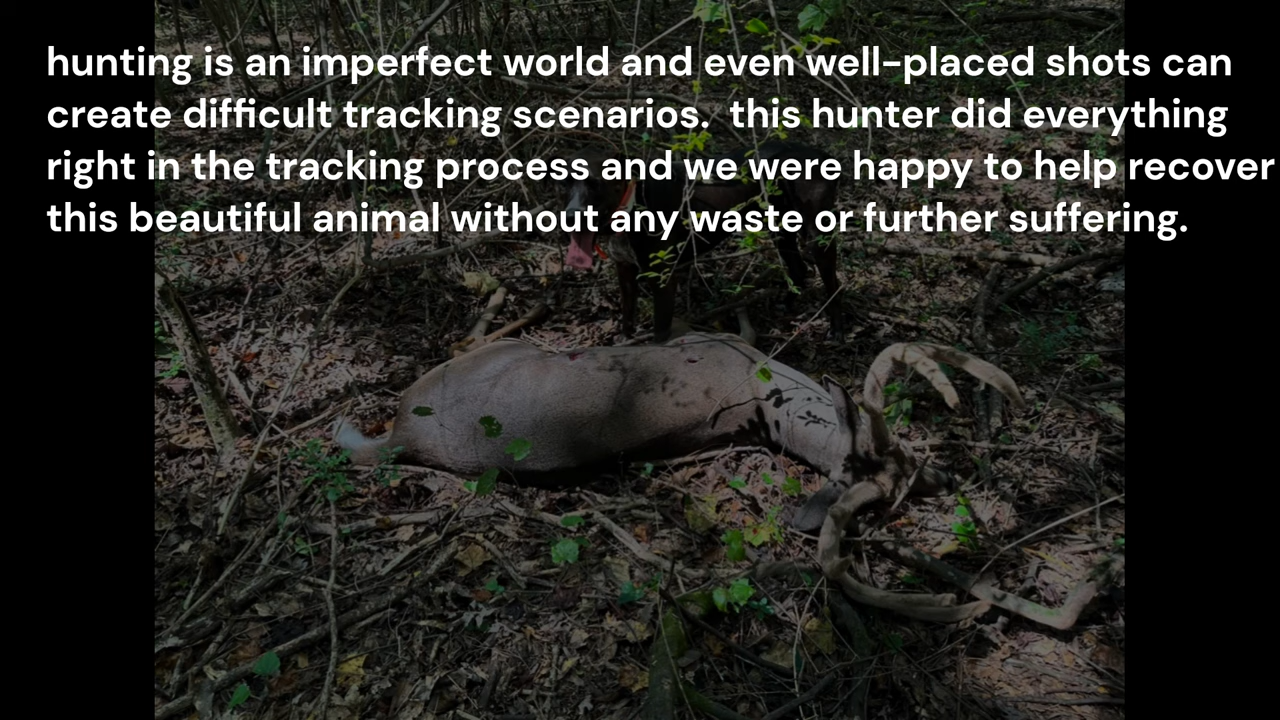 hunting is an imperfect world and even well-placed shots can
create difficult tracking scenarios.  this hunter did everything
right in the tracking process and we were happy to help recover
this beautiful animal without any waste or further suffering.